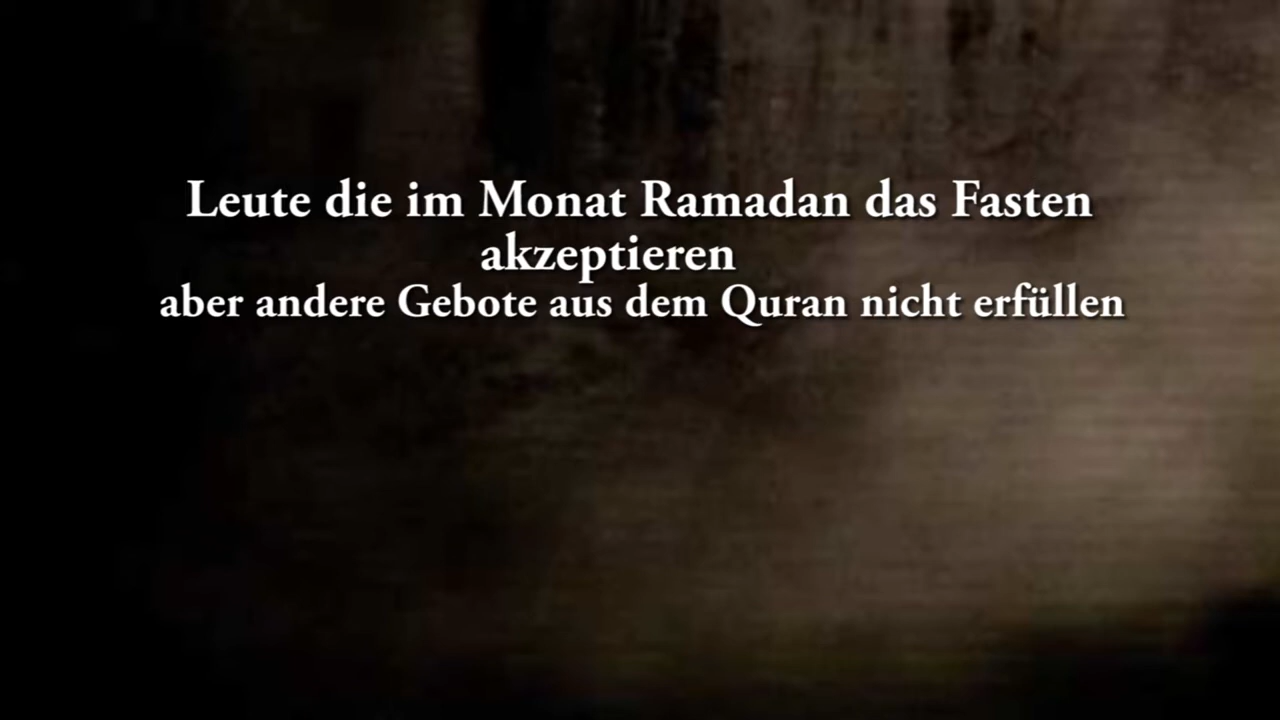 Leute die im Monat Ramadan das Fasten
akzeptieren
aber andere Gebote aus dem Quran nicht erfüllen